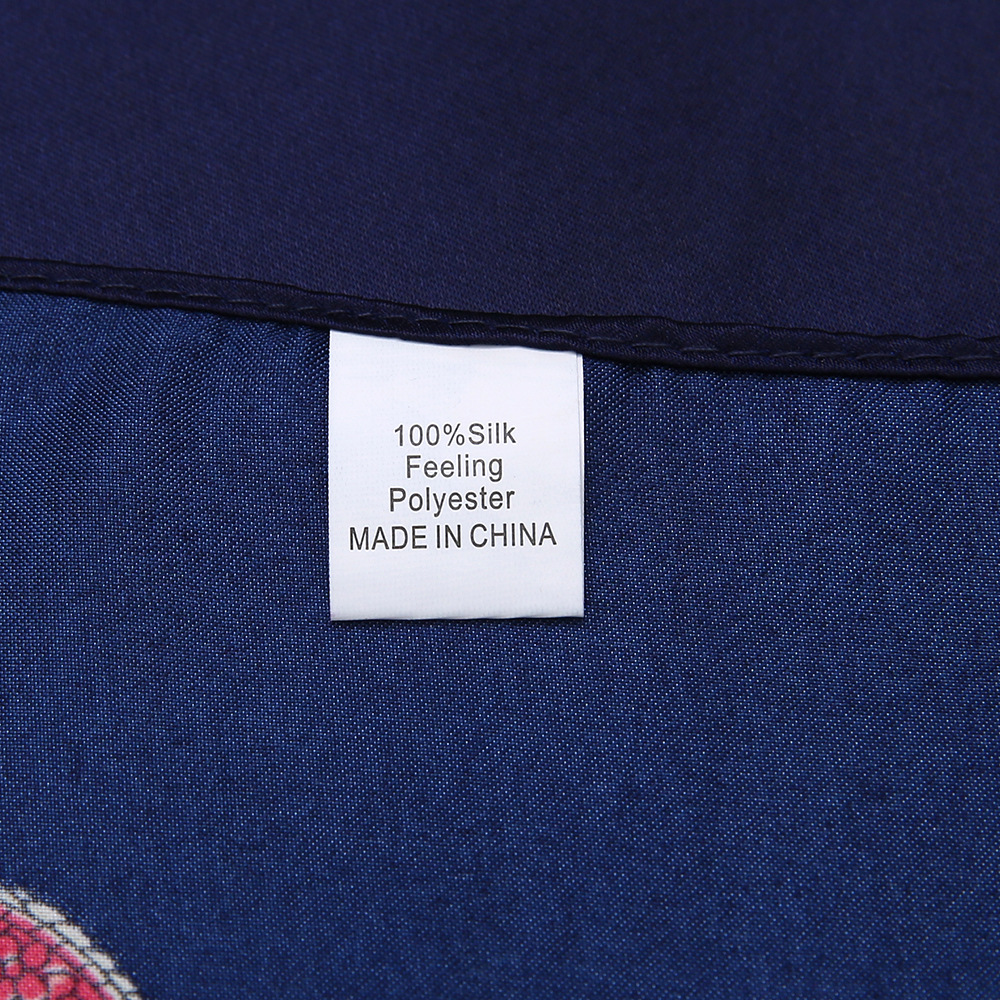 100%Silk
Feeling
Polyester
MADE IN CHINA